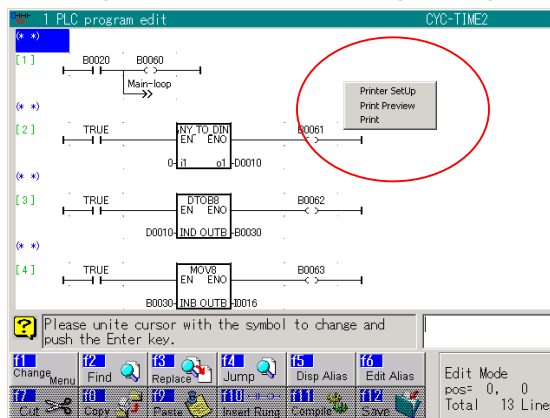 1 PLC program edit CYC-TIME2
(* *)
[1] B0020 B0060
Main-loop
(* *)
[2] TRUE NY_TO_DIN B0061
EN ENO
0 i1 o1 D0010
(* *)
[3] TRUE DTOB8 B0062
EN ENO
D0010 IND OUTB B0030
(* *)
[4] TRUE MOV8 B0063
EN ENO
B0030 INB OUTB I0016
Printer SetUp
Print Preview
Print
Please unite cursor with the symbol to change and
push the Enter key.
f1 f2 f3 f4 f5 f6
Change Menu Find Replace Jump Disp Alias Edit Alias
f7 f8 f9 f10 f11 f12
Cut Copy Paste Insert Rung Compile Save
Edit Mode
pos= 0, 0
Total 13 Line